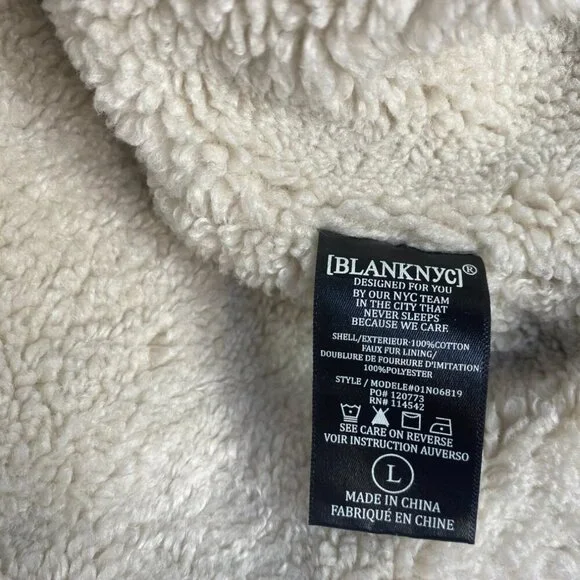 [BLANKNYC]®
DESIGNED FOR YOU
BY OUR NYC TEAM
IN THE CITY THAT
NEVER SLEEPS
BECAUSE WE CARE.
SHELL/EXTERIEUR-100%COTTON
FAUX FUR LINING/
DOUBLURE DE FOURRURE D'IMITATION
100%POLYESTER
STYLE / MODELE#01NO6819
PO# 120773
RN# 114542
SEE CARE ON REVERSE
VOIR INSTRUCTION AUVERSO
L
MADE IN CHINA
FABRIQUÉ EN CHINE